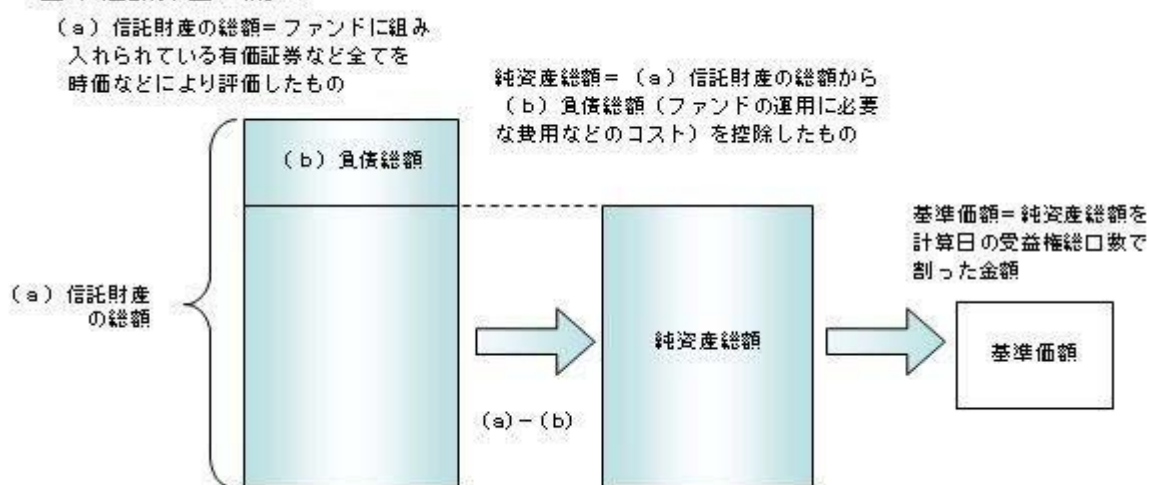 （a）信託財産の総額＝ファンドに組み
入れられている有価証券など全てを
時価などにより評価したもの
純資産総額＝（a）信託財産の総額から
（b）負債総額（ファンドの運用に必要
な費用などのコスト）を控除したもの
（b）負債総額
基準価額＝純資産総額を
計算日の受益権総口数で
割った金額
（a）信託財産
の総額
純資産総額
基準価額
(a)－(b)